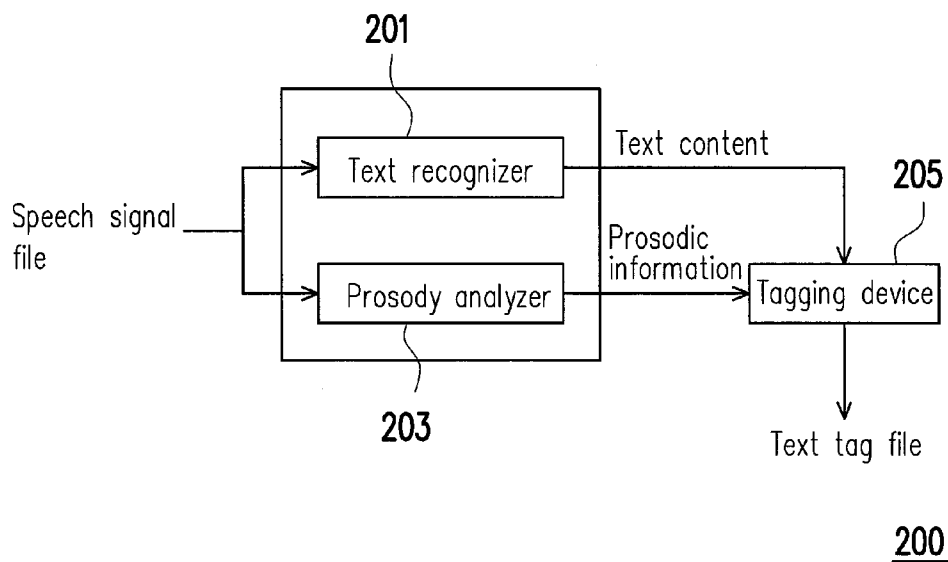 201
Text recognizer
Text content
205
Speech signal
file
Prosodic
information
Prosody analyzer
Tagging device
203
Text tag file
200